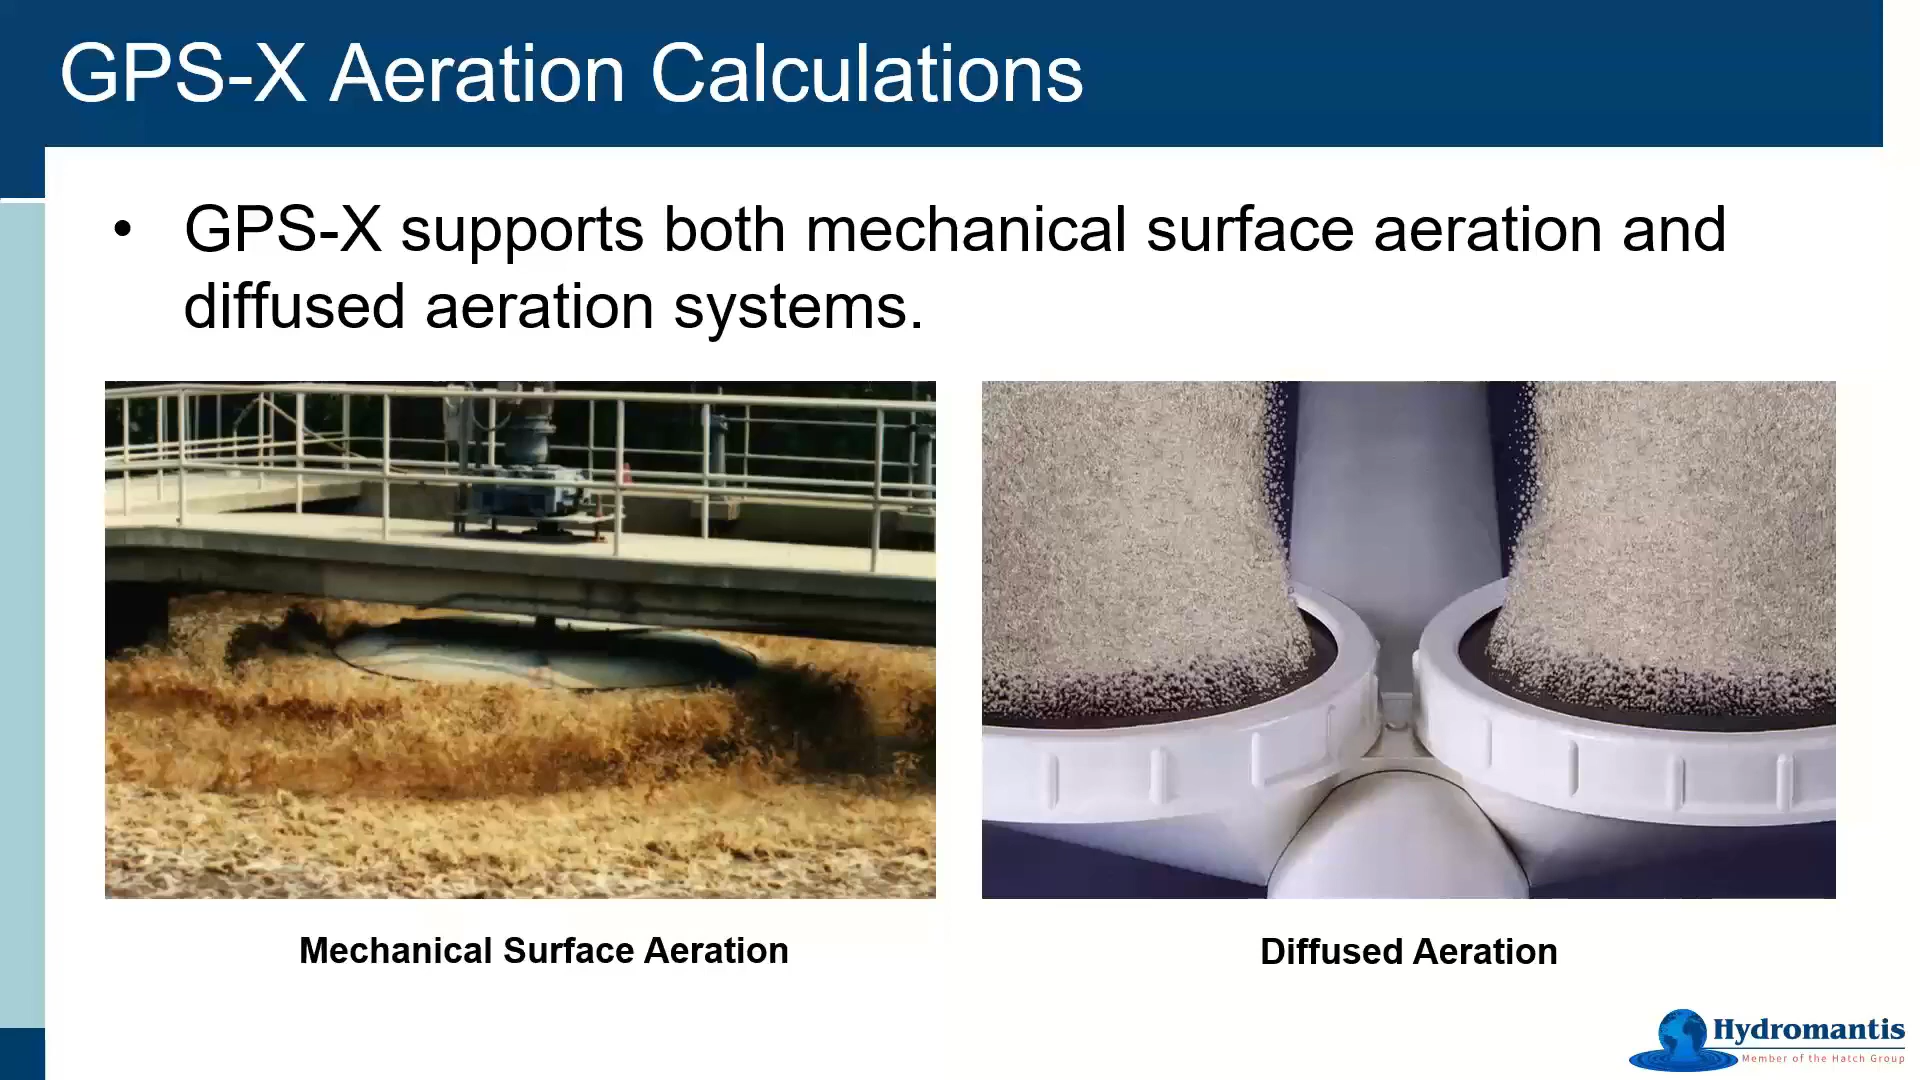 GPS-X Aeration Calculations
• GPS-X supports both mechanical surface aeration and
diffused aeration systems.
Mechanical Surface Aeration
Diffused Aeration
Hydromantis
Member of the Hatch Group